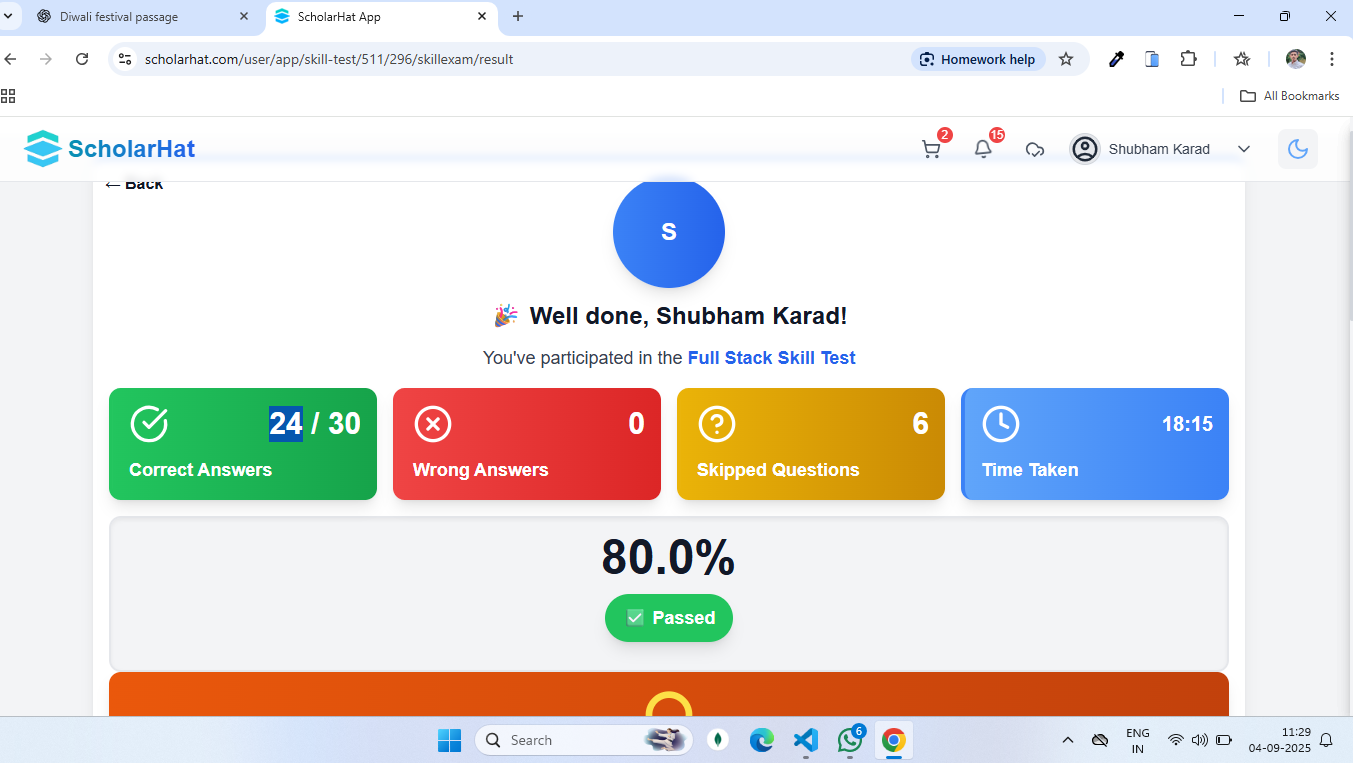 Diwali festival passage
ScholarHat App
scholarhat.com/user/app/skill-test/511/296/skillexam/result
Homework help
All Bookmarks
ScholarHat
2
15
Shubham Karad
← Back
S
🎉 Well done, Shubham Karad!
You've participated in the Full Stack Skill Test
24 / 30
Correct Answers
0
Wrong Answers
6
Skipped Questions
18:15
Time Taken
80.0%
✅ Passed
Search
6
ENG
IN
11:29
04-09-2025